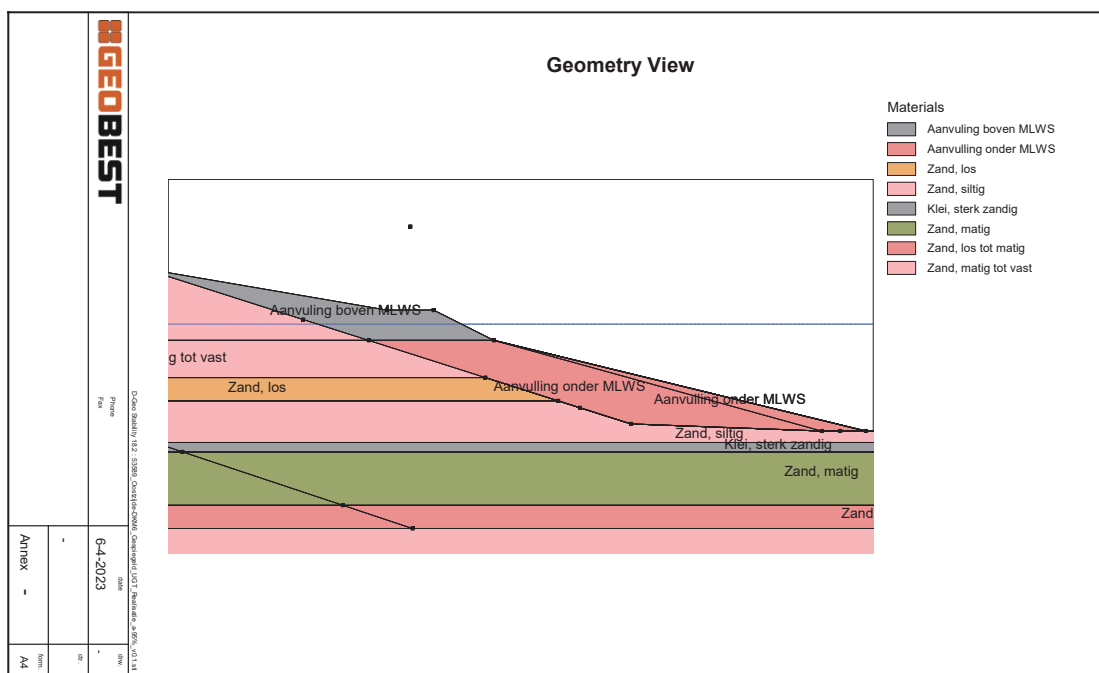 Geometry View
Materials
Aanvuling boven MLWS
Aanvulling onder MLWS
Zand, los
Zand, siltig
Klei, sterk zandig
Zand, matig
Zand, los tot matig
Zand, matig tot vast
Aanvuling boven MLWS
g tot vast
Zand, los
Aanvulling onder MLWS
Aanvulling onder MLWS
Zand, siltig
Klei, sterk zandig
Zand, matig
Zand
GEOBEST
Phone
Fax
date
6-4-2023
drw.
-
-
ctr.
Annex -
form.
A4